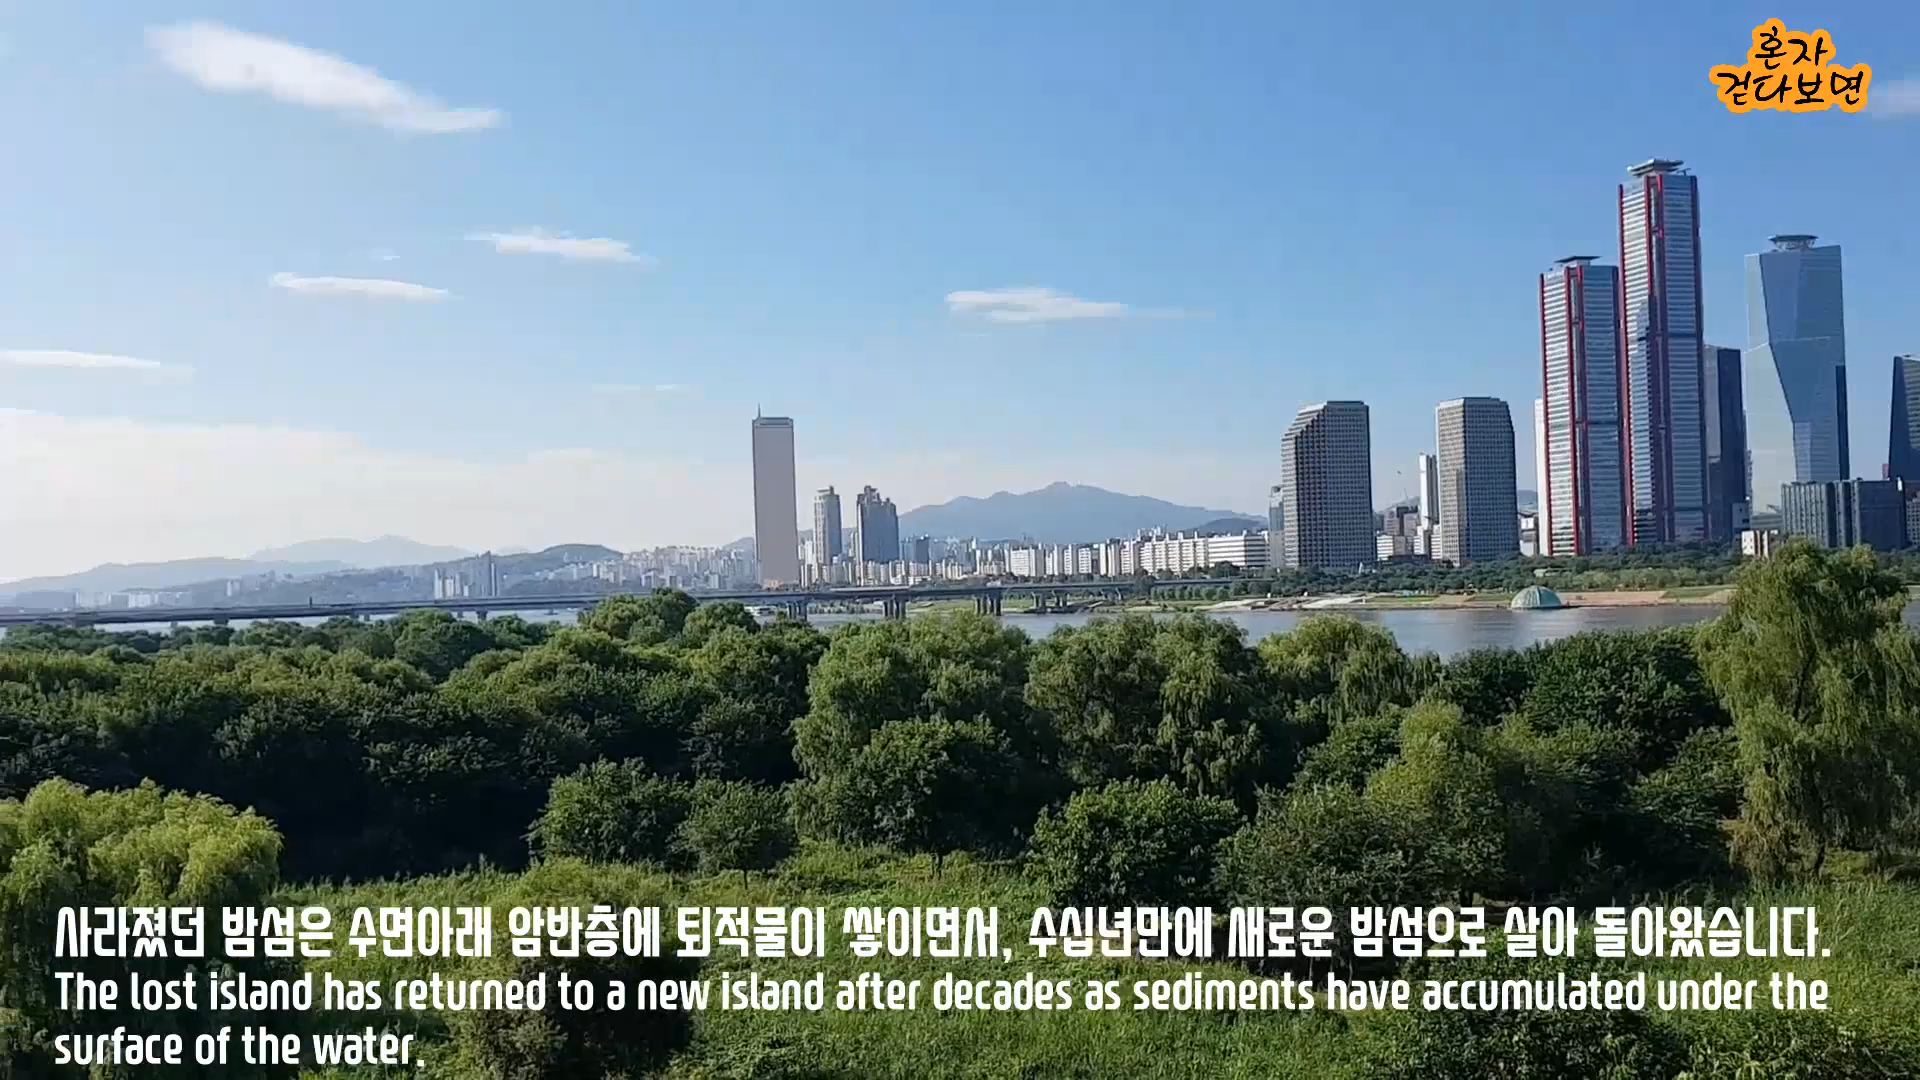 혼자
걷다보면
사라졌던 밤섬은 수면아래 암반층에 퇴적물이 쌓이면서, 수십년만에 새로운 밤섬으로 살아 돌아왔습니다.
The lost island has returned to a new island after decades as sediments have accumulated under the
surface of the water.